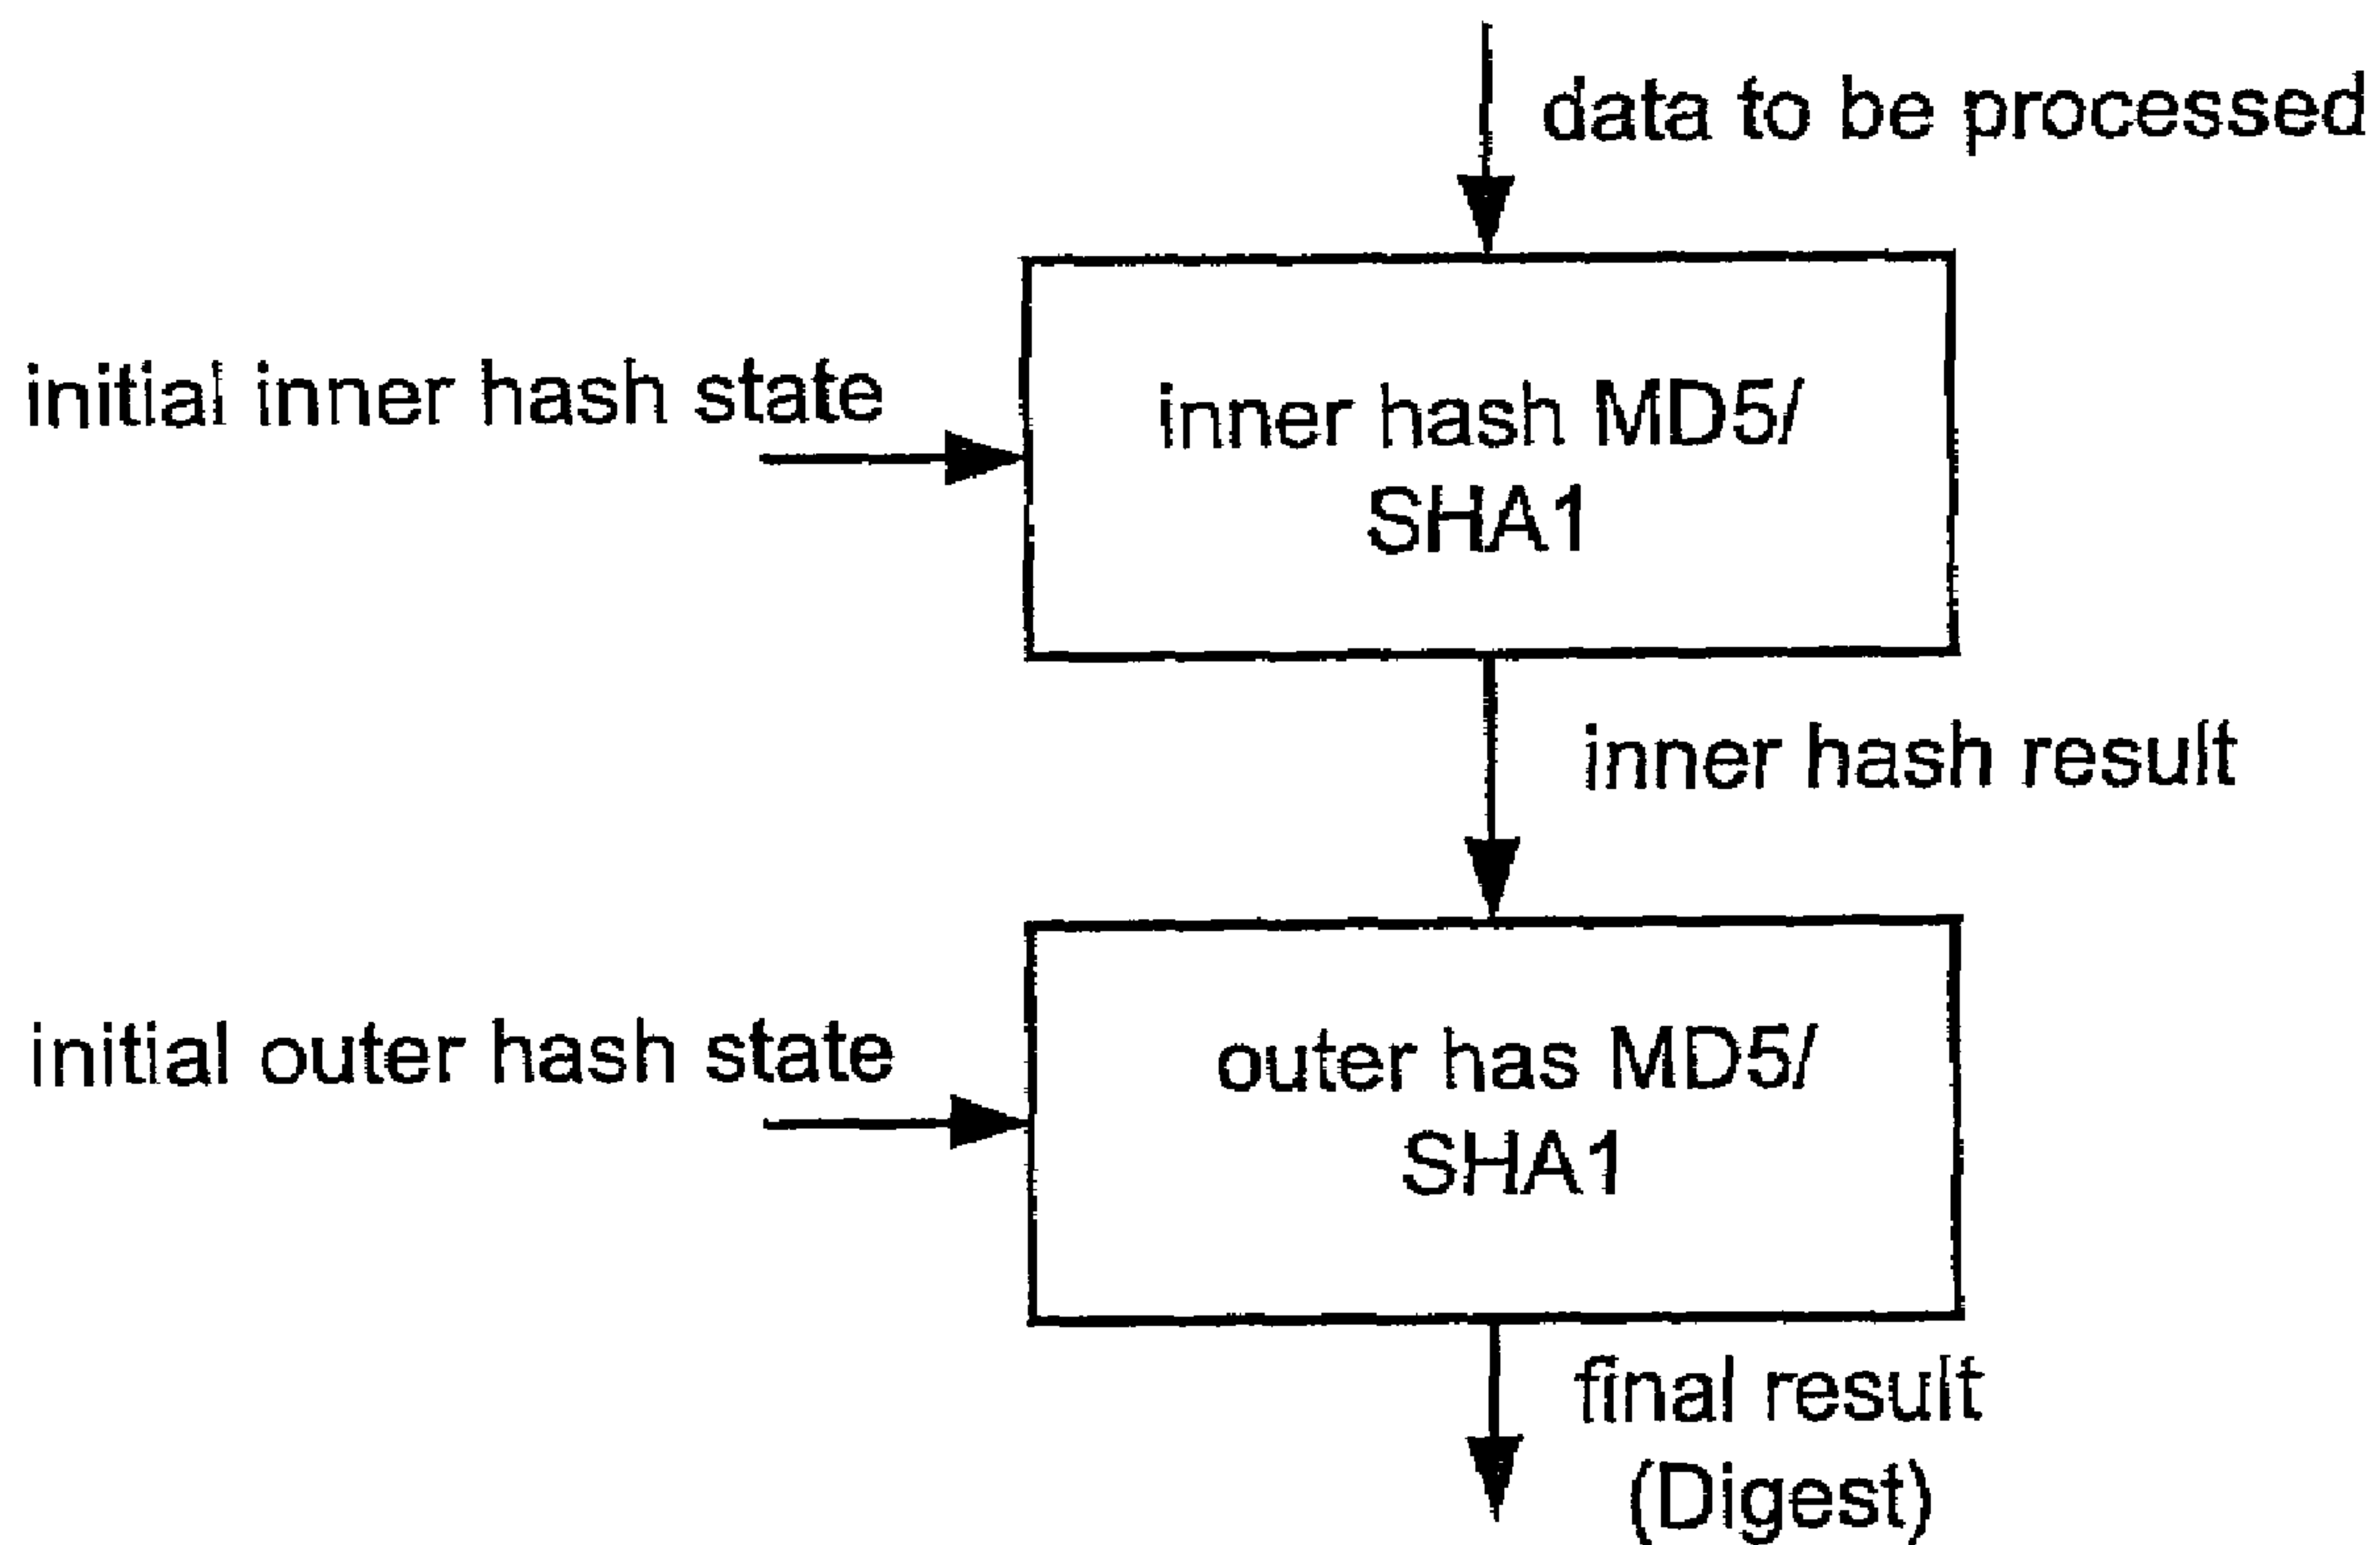 data to be processed
initial inner hash state
inner hash MD5/
SHA1
inner hash result
initial outer hash state
outer has MD5/
SHA1
final result
(Digest)